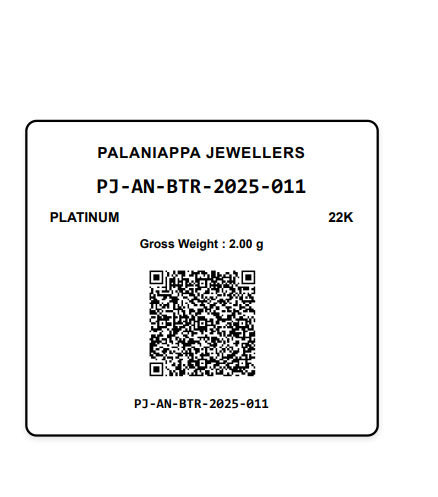 PALANIAPPA JEWELLERS
PJ-AN-BTR-2025-011
PLATINUM 22K
Gross Weight : 2.00 g
PJ-AN-BTR-2025-011